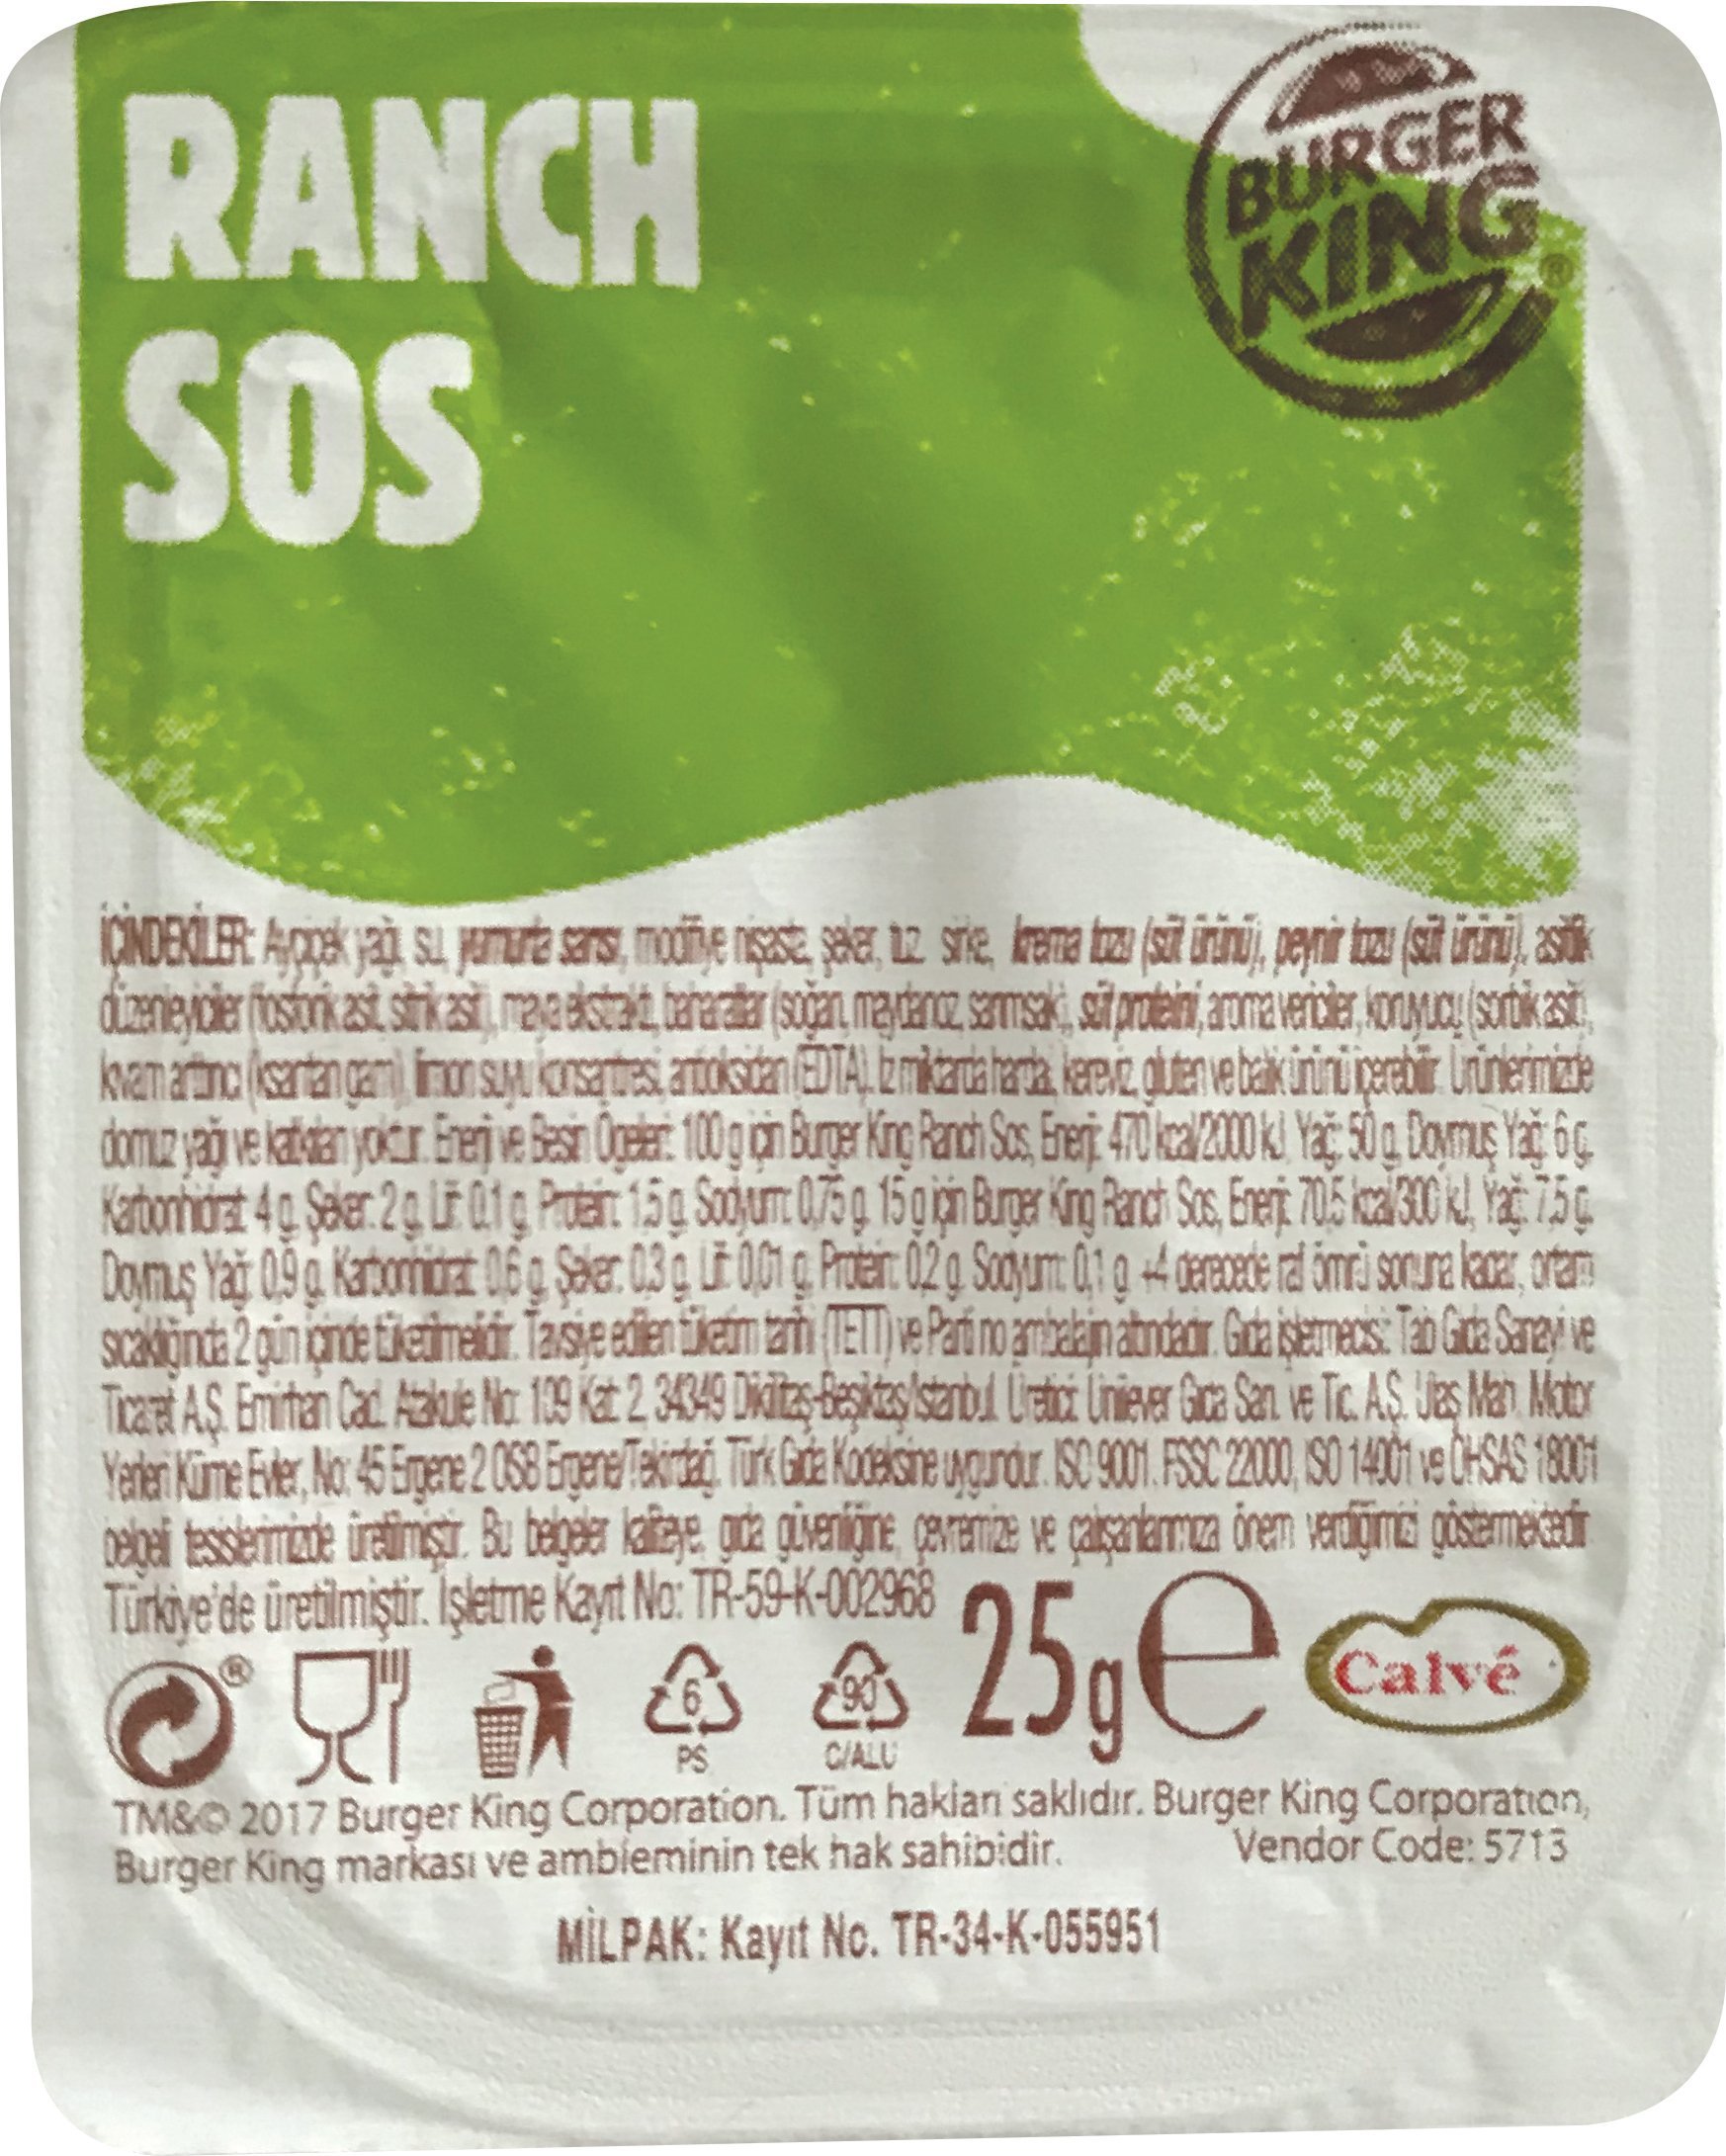 RANCH
SOS
BURGER
KING
®
İÇİNDEKİLER: Ayçiçek yağı, su, yumurta sarısı, modifiye nişasta, şeker, tuz, sirke, krema tozu (süt ürünü), peynir tozu (süt ürünü), asitlik
düzenleyiciler (fosforik asit, sitrik asit), maya ekstraktı, baharatlar (soğan, maydanoz, sarımsak), süt proteini, aroma vericiler, koruyucu (sorbik asit),
kıvam artırıcı (ksantan gam), limon suyu konsantresi, antioksidan (EDTA). Iz miktarda hardal, kereviz, gluten ve balık ürünü içerebilir. Ürünlerimizde
domuz yağı ve katkıları yoktur. Enerji ve Besin Ögeleri: 100 g için Burger King Ranch Sos, Enerji: 470 kcal/2000 kJ, Yağ: 50 g, Doymuş Yağ: 6 g,
Karbonhidrat: 4 g, Şeker: 2 g, Lif: 0.1 g, Protein: 1.5 g, Sodyum: 0,75 g. 15 g için Burger King Ranch Sos, Enerji: 70.5 kcal/300 kJ, Yağ: 7.5 g,
Doymuş Yağ: 0.9 g, Karbonhidrat: 0.6 g, Şeker: 0.3 g, Lif: 0,01 g, Protein: 0.2 g, Sodyum: 0,1 g. +4 derecede raf ömrü sonuna kadar, ortam
sıcaklığında 2 gün içinde tüketilmelidir. Tavsiye edilen tüketim tarihi (TETT) ve Parti no ambalajın altındadır. Gıda işletmecisi: Tab Gıda Sanayi ve
Ticaret A.Ş. Emirhan Cad. Atakule No: 109 Kat: 2, 34349 Dikilitaş-Beşiktaş/İstanbul. Üretici: Unilever Gıda San. ve Tic. A.Ş. Ulaş Mah. Motor
Yerleri Küme Evler, No: 45 Ergene 2 OSB Ergene/Tekirdağ. Türk Gıda Kodeksine uygundur. ISO 9001, FSSC 22000, ISO 14001 ve OHSAS 18001
belgeli tesislerimizde üretilmiştir. Bu belgeler kaliteye, gıda güvenliğine, çevremize ve çalışanlarımıza önem verdiğimizi göstermektedir
Türkiye'de üretilmiştir. İşletme Kayıt No: TR-59-K-002968
25g e
Calvé
®
6
PS
90
C/ALU
TM&© 2017 Burger King Corporation. Tüm hakları saklıdır. Burger King Corporation,
Burger King markası ve ambleminin tek hak sahibidir. Vendor Code: 5713
MİLPAK: Kayıt No. TR-34-K-055951